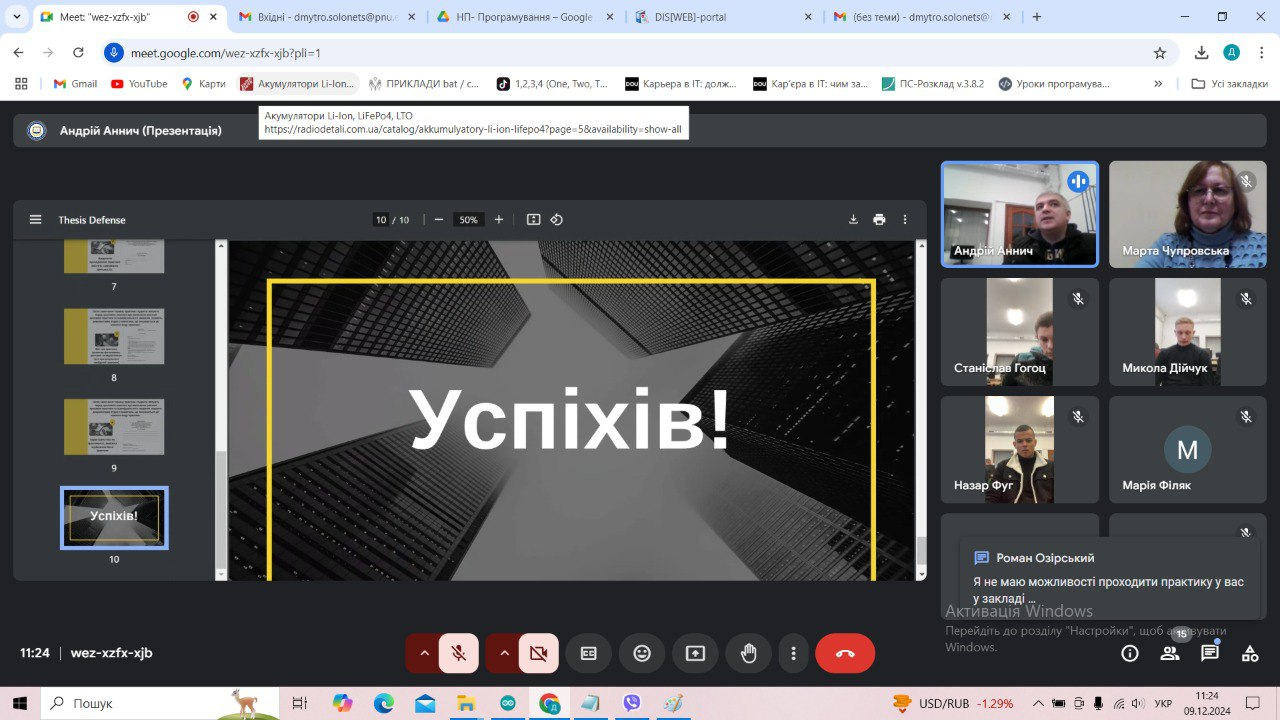 Meet: "wez-xzfx-xjb"
Вхідні - dmytro.solonets@pnu.
НП- Програмування – Google
DIS[WEB]-portal
(без теми) - dmytro.solonets@
meet.google.com/wez-xzfx-xjb?pli=1
Д
Gmail
YouTube
Карти
Акумулятори Li-Ion...
ПРИКЛАДИ bat / c...
1,2,3,4 (One, Two, T...
DOU
Карьера в IT: долж...
DOU
Кар'єра в IT: чим за...
ПС-Розклад v.3.8.2
Уроки програмува...
»
Усі закладки
Акумулятори Li-Ion, LiFePo4, LTO
https://radiodetali.com.ua/catalog/akkumulyatory-li-ion-lifepo4?page=5&availability=show-all
Андрій Аннич (Презентація)
Thesis Defense
10 / 10
50%
7
8
9
Успіхів!
10
Успіхів!
Андрій Аннич
Марта Чупровська
Станіслав Гогоц
Микола Дійчук
Назар Фуг
М
Марія Філяк
Роман Озірський
Я не маю можливості проходити практику у вас
у закладі ...
Активація Windows
Перейдіть до розділу "Настройки", щоб активувати
Windows.
11:24 | wez-xzfx-xjb
15
Пошук
USD/RUB -1.29%
УКР
11:24
09.12.2024